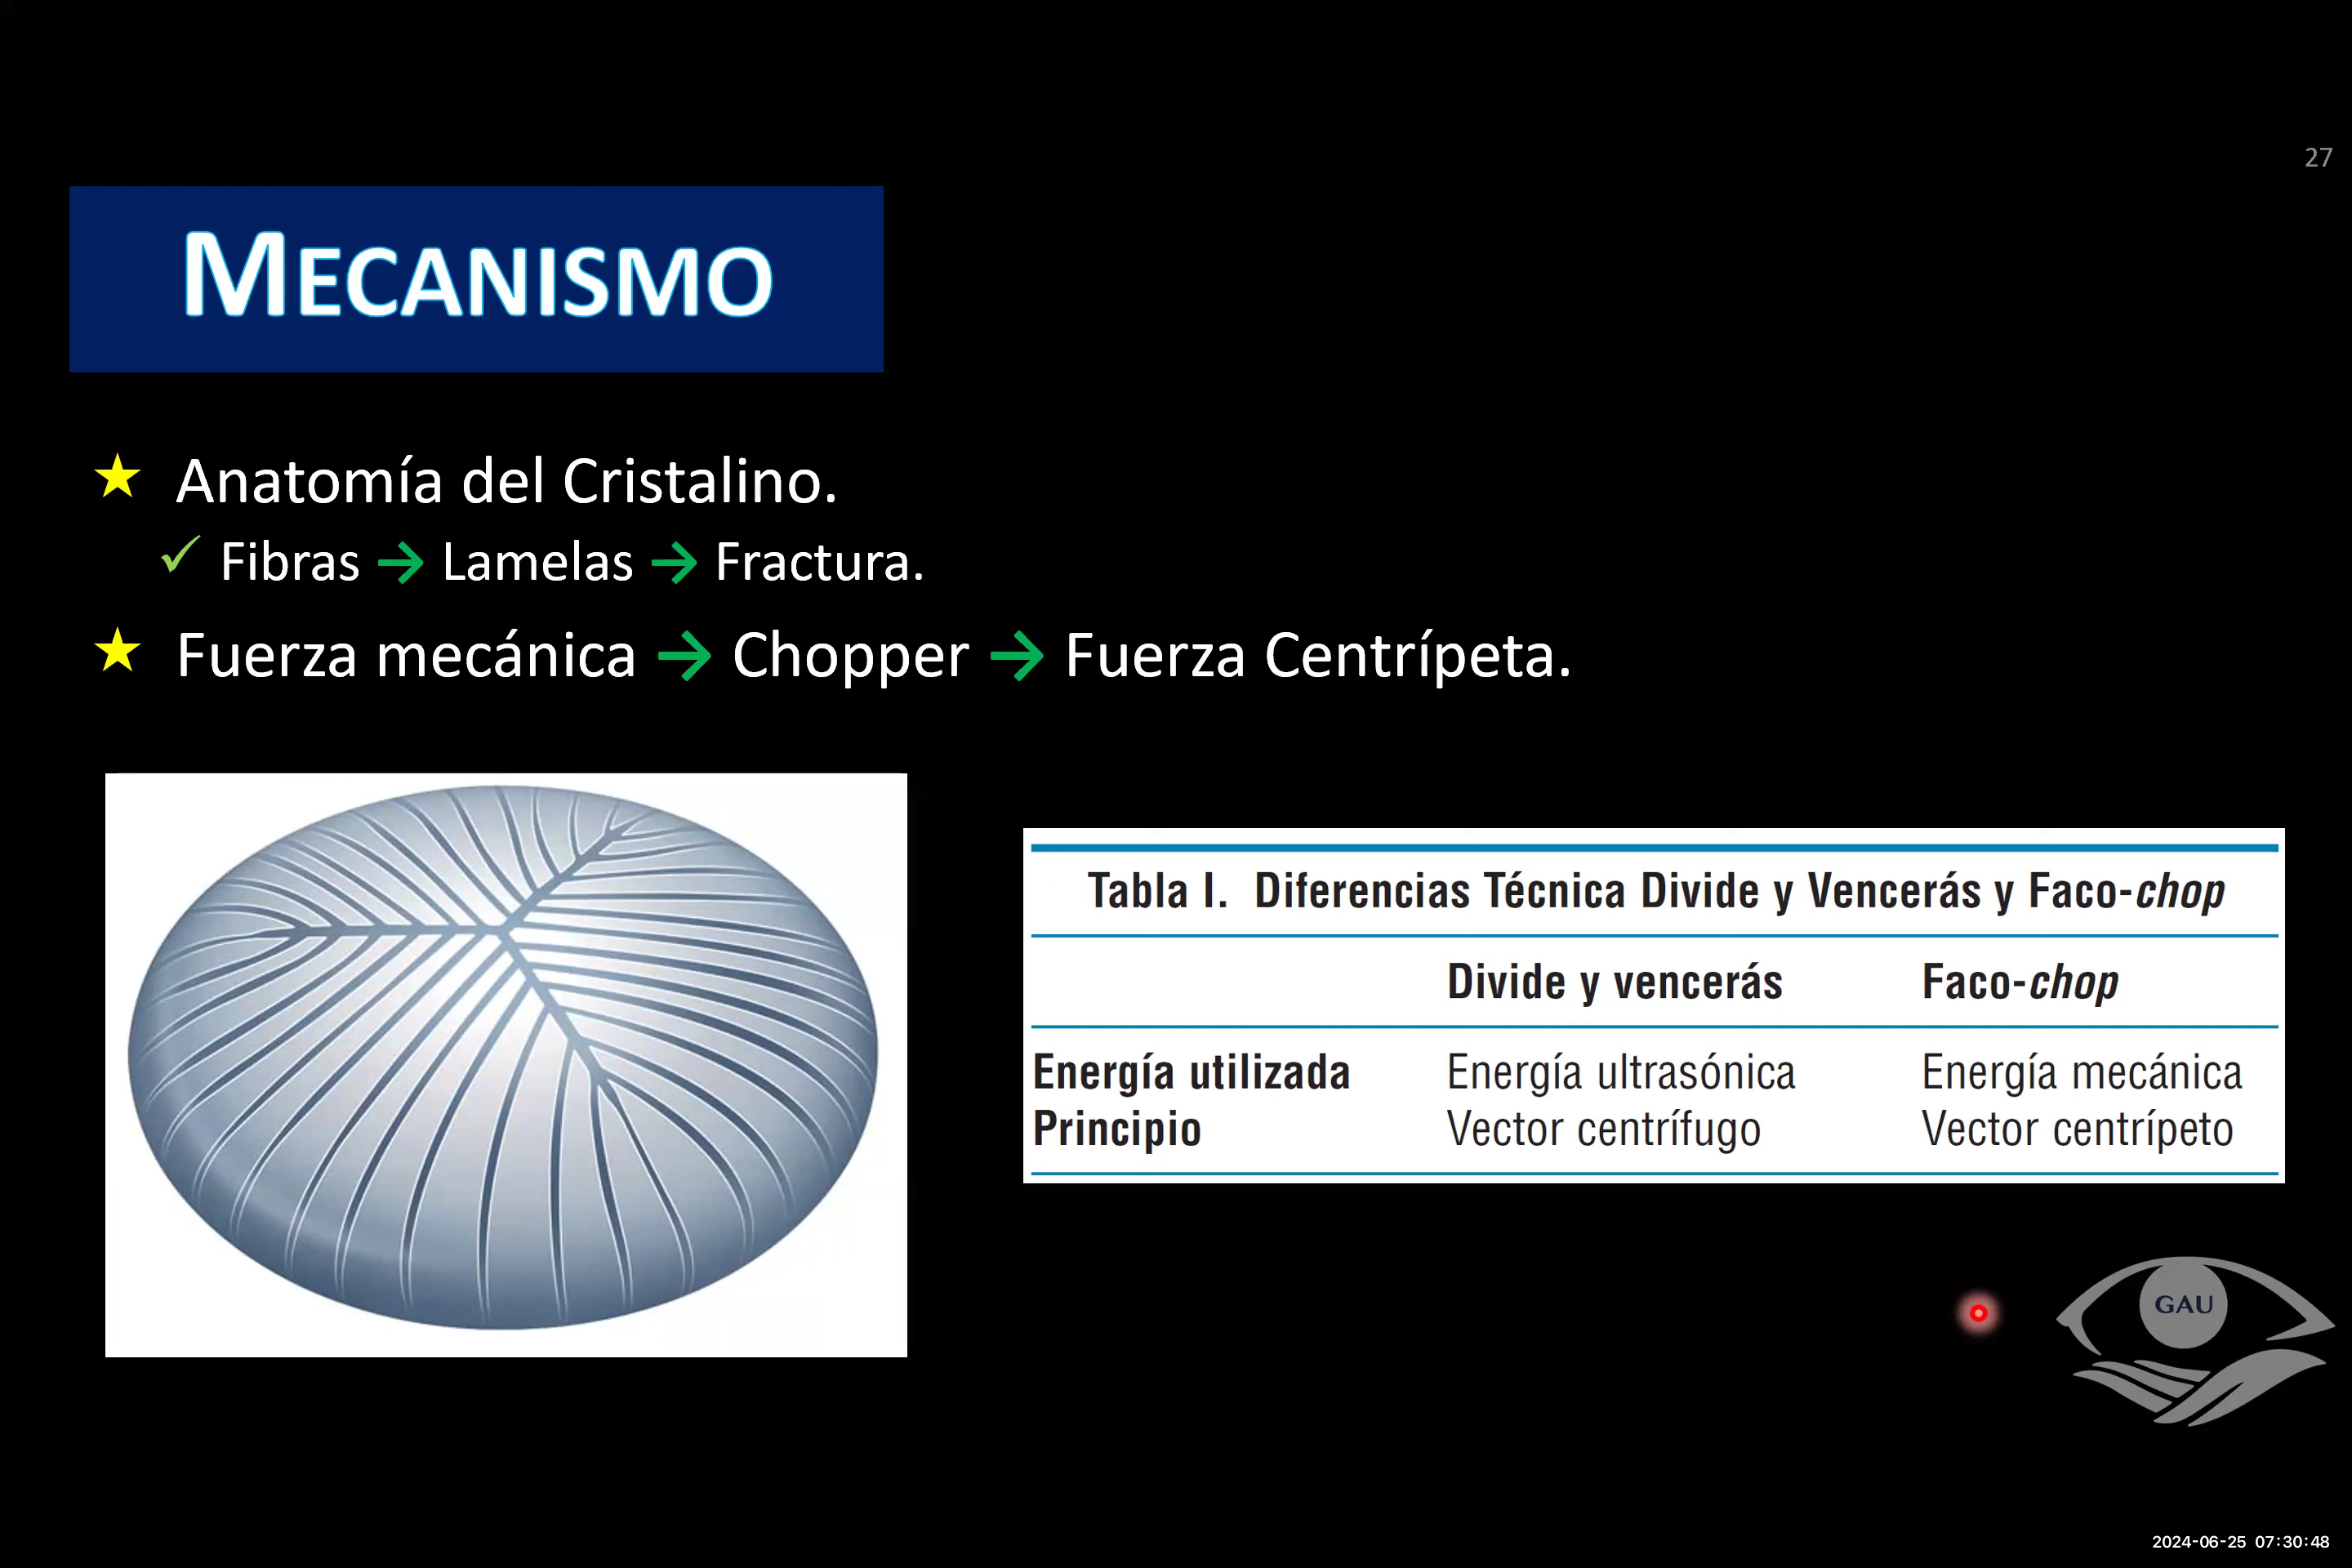 27
MECANISMO
★ Anatomía del Cristalino.
✓ Fibras → Lamelas → Fractura.
★ Fuerza mecánica → Chopper → Fuerza Centrípeta.
Tabla I. Diferencias Técnica Divide y Vencerás y Faco-chop
Divide y vencerás Faco-chop
Energía utilizada Energía ultrasónica Energía mecánica
Principio Vector centrífugo Vector centrípeto
GAU
2024-06-25 07:30:48